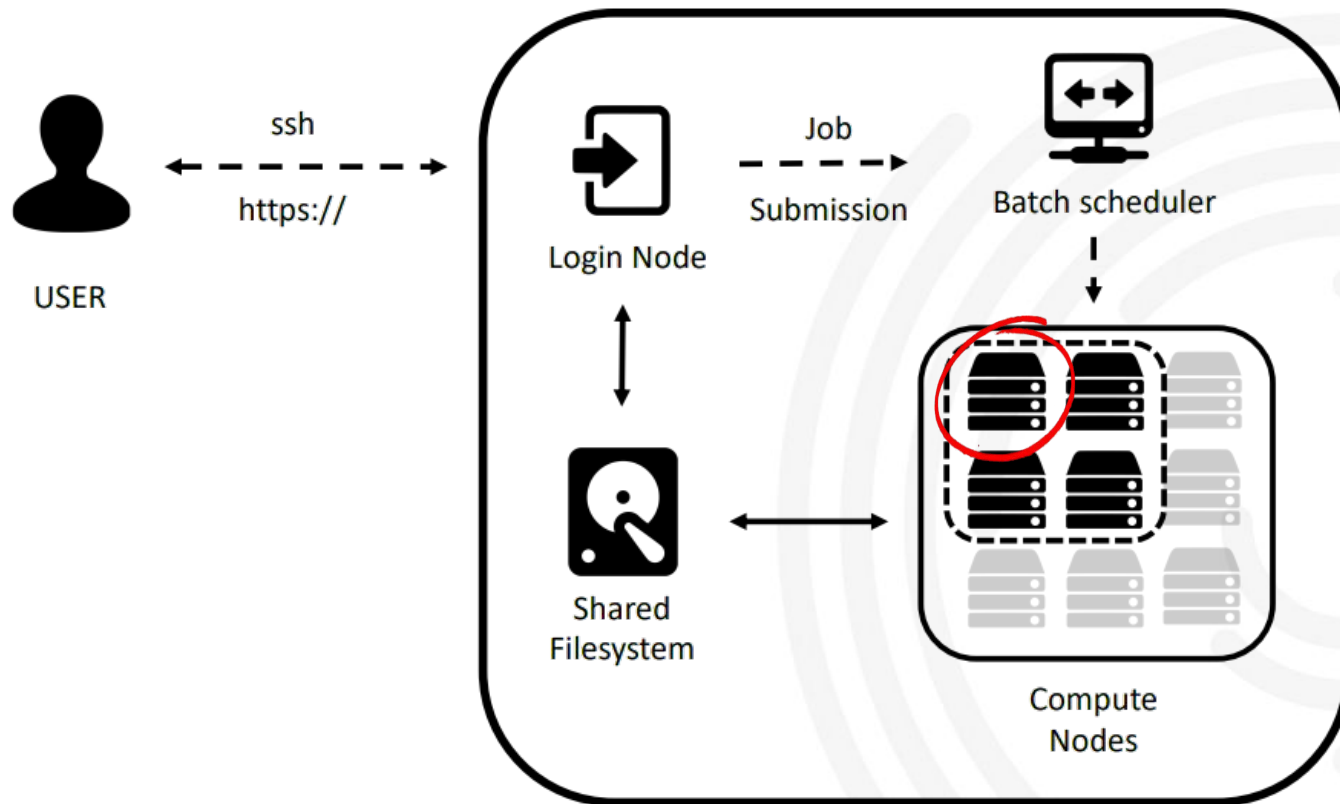 ssh
https://
USER
Login Node
Job
Submission
Batch scheduler
Shared
Filesystem
Compute
Nodes